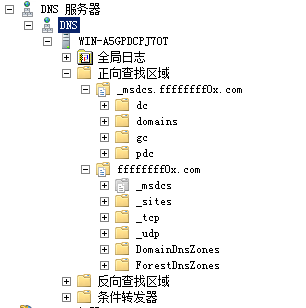 DNS 服务器
DNS
WIN-A5GPDCPJ7OT
全局日志
正向查找区域
_msdcs.ffffffff0x.com
dc
domains
gc
pdc
ffffffff0x.com
_msdcs
_sites
_tcp
_udp
DomainDnsZones
ForestDnsZones
反向查找区域
条件转发器